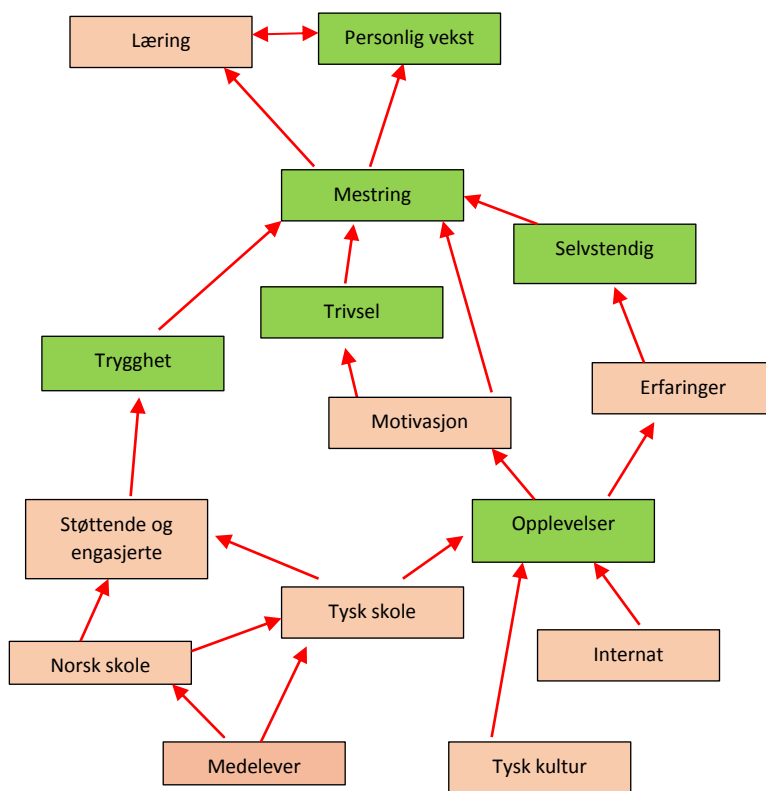 Læring
Personlig vekst
Mestring
Selvstendig
Trivsel
Trygghet
Erfaringer
Motivasjon
Støttende og
engasjerte
Opplevelser
Tysk skole
Norsk skole
Internat
Medelever
Tysk kultur